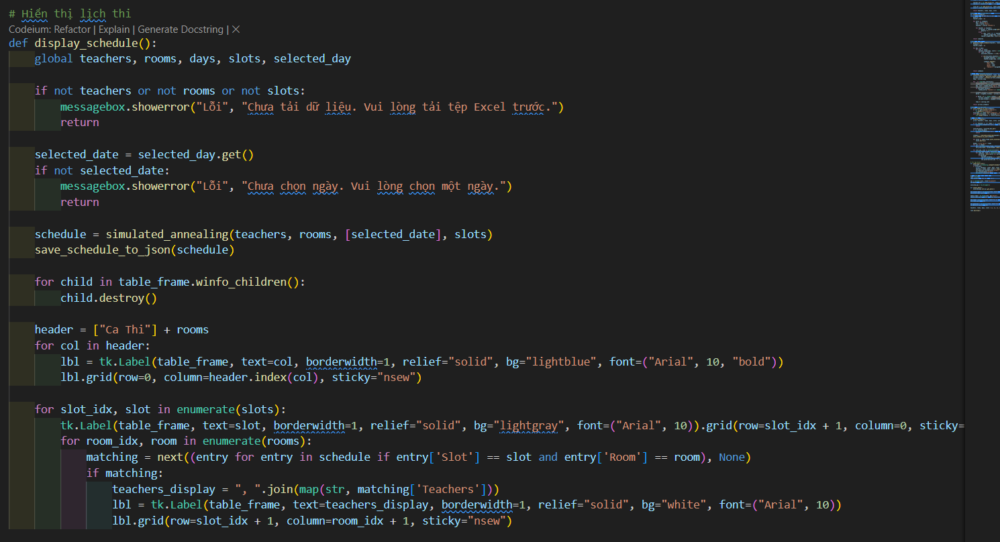 # Hiển thị lịch thi
Codeium: Refactor | Explain | Generate Docstring | ×
def display_schedule():
    global teachers, rooms, days, slots, selected_day
    if not teachers or not rooms or not slots:
        messagebox.showerror("Lỗi", "Chưa tải dữ liệu. Vui lòng tải tệp Excel trước.")
        return
    selected_date = selected_day.get()
    if not selected_date:
        messagebox.showerror("Lỗi", "Chưa chọn ngày. Vui lòng chọn một ngày.")
        return
    schedule = simulated_annealing(teachers, rooms, [selected_date], slots)
    save_schedule_to_json(schedule)
    for child in table_frame.winfo_children():
        child.destroy()
    header = ["Ca Thi"] + rooms
    for col in header:
        lbl = tk.Label(table_frame, text=col, borderwidth=1, relief="solid", bg="lightblue", font=("Arial", 10, "bold"))
        lbl.grid(row=0, column=header.index(col), sticky="nsew")
    for slot_idx, slot in enumerate(slots):
        tk.Label(table_frame, text=slot, borderwidth=1, relief="solid", bg="lightgray", font=("Arial", 10)).grid(row=slot_idx + 1, column=0, sticky=
        for room_idx, room in enumerate(rooms):
            matching = next((entry for entry in schedule if entry['Slot'] == slot and entry['Room'] == room), None)
            if matching:
                teachers_display = ", ".join(map(str, matching['Teachers']))
                lbl = tk.Label(table_frame, text=teachers_display, borderwidth=1, relief="solid", bg="white", font=("Arial", 10))
                lbl.grid(row=slot_idx + 1, column=room_idx + 1, sticky="nsew")